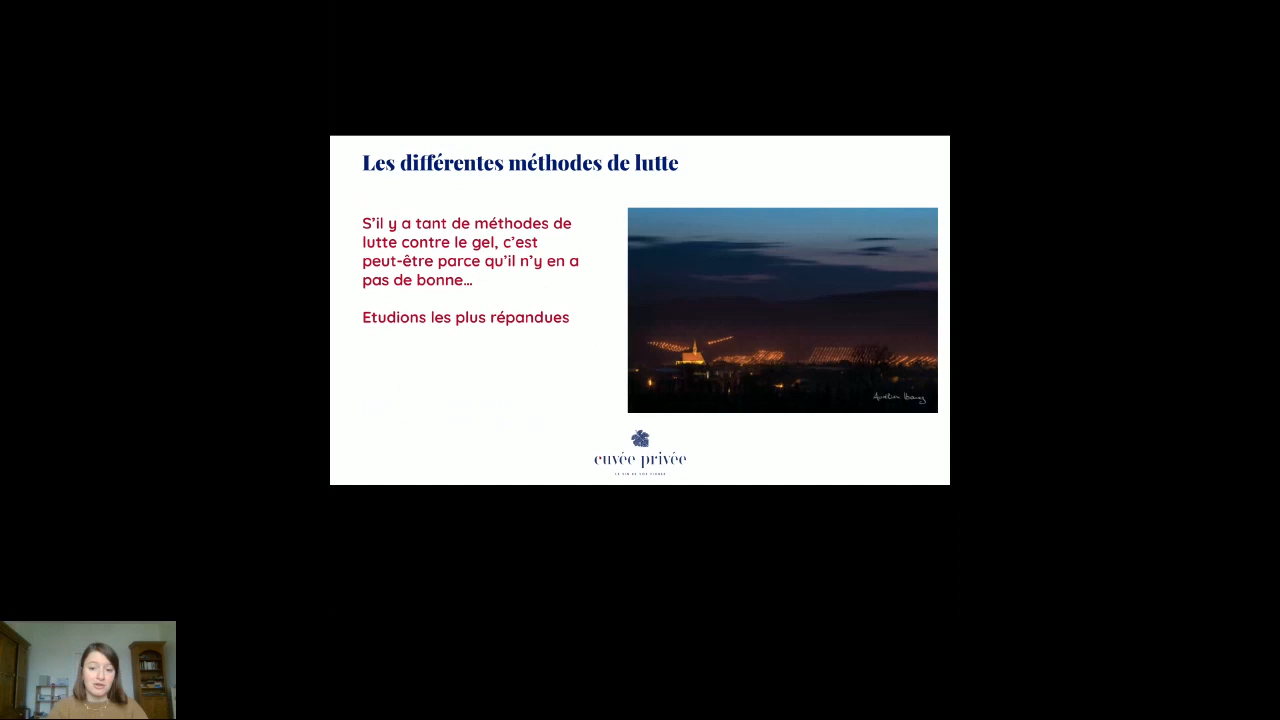 Les différentes méthodes de lutte
S'il y a tant de méthodes de
lutte contre le gel, c'est
peut-être parce qu'il n'y en a
pas de bonne…
Etudions les plus répandues
cuvée privée